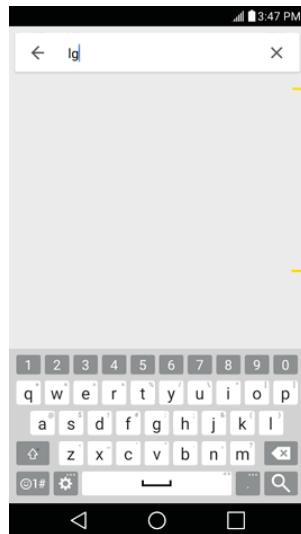 3:47 PM
lg
1 2 3 4 5 6 7 8 9 0
q w e r t y u i o p
a s d f g h j k l
z x c v b n m
☺1# .